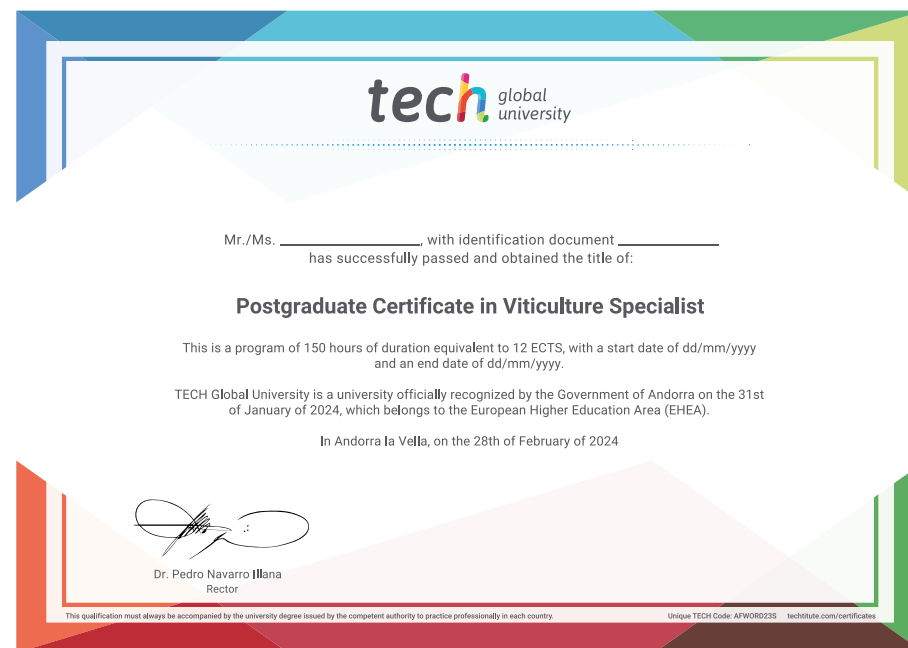 tech global university
Mr./Ms. ____________________, with identification document ______________
has successfully passed and obtained the title of:
Postgraduate Certificate in Viticulture Specialist
This is a program of 150 hours of duration equivalent to 12 ECTS, with a start date of dd/mm/yyyy
and an end date of dd/mm/yyyy.
TECH Global University is a university officially recognized by the Government of Andorra on the 31st
of January of 2024, which belongs to the European Higher Education Area (EHEA).
In Andorra la Vella, on the 28th of February of 2024
Dr. Pedro Navarro Illana
Rector
This qualification must always be accompanied by the university degree issued by the competent authority to practice professionally in each country.
Unique TECH Code: AFWORD23S techtitute.com/certificates